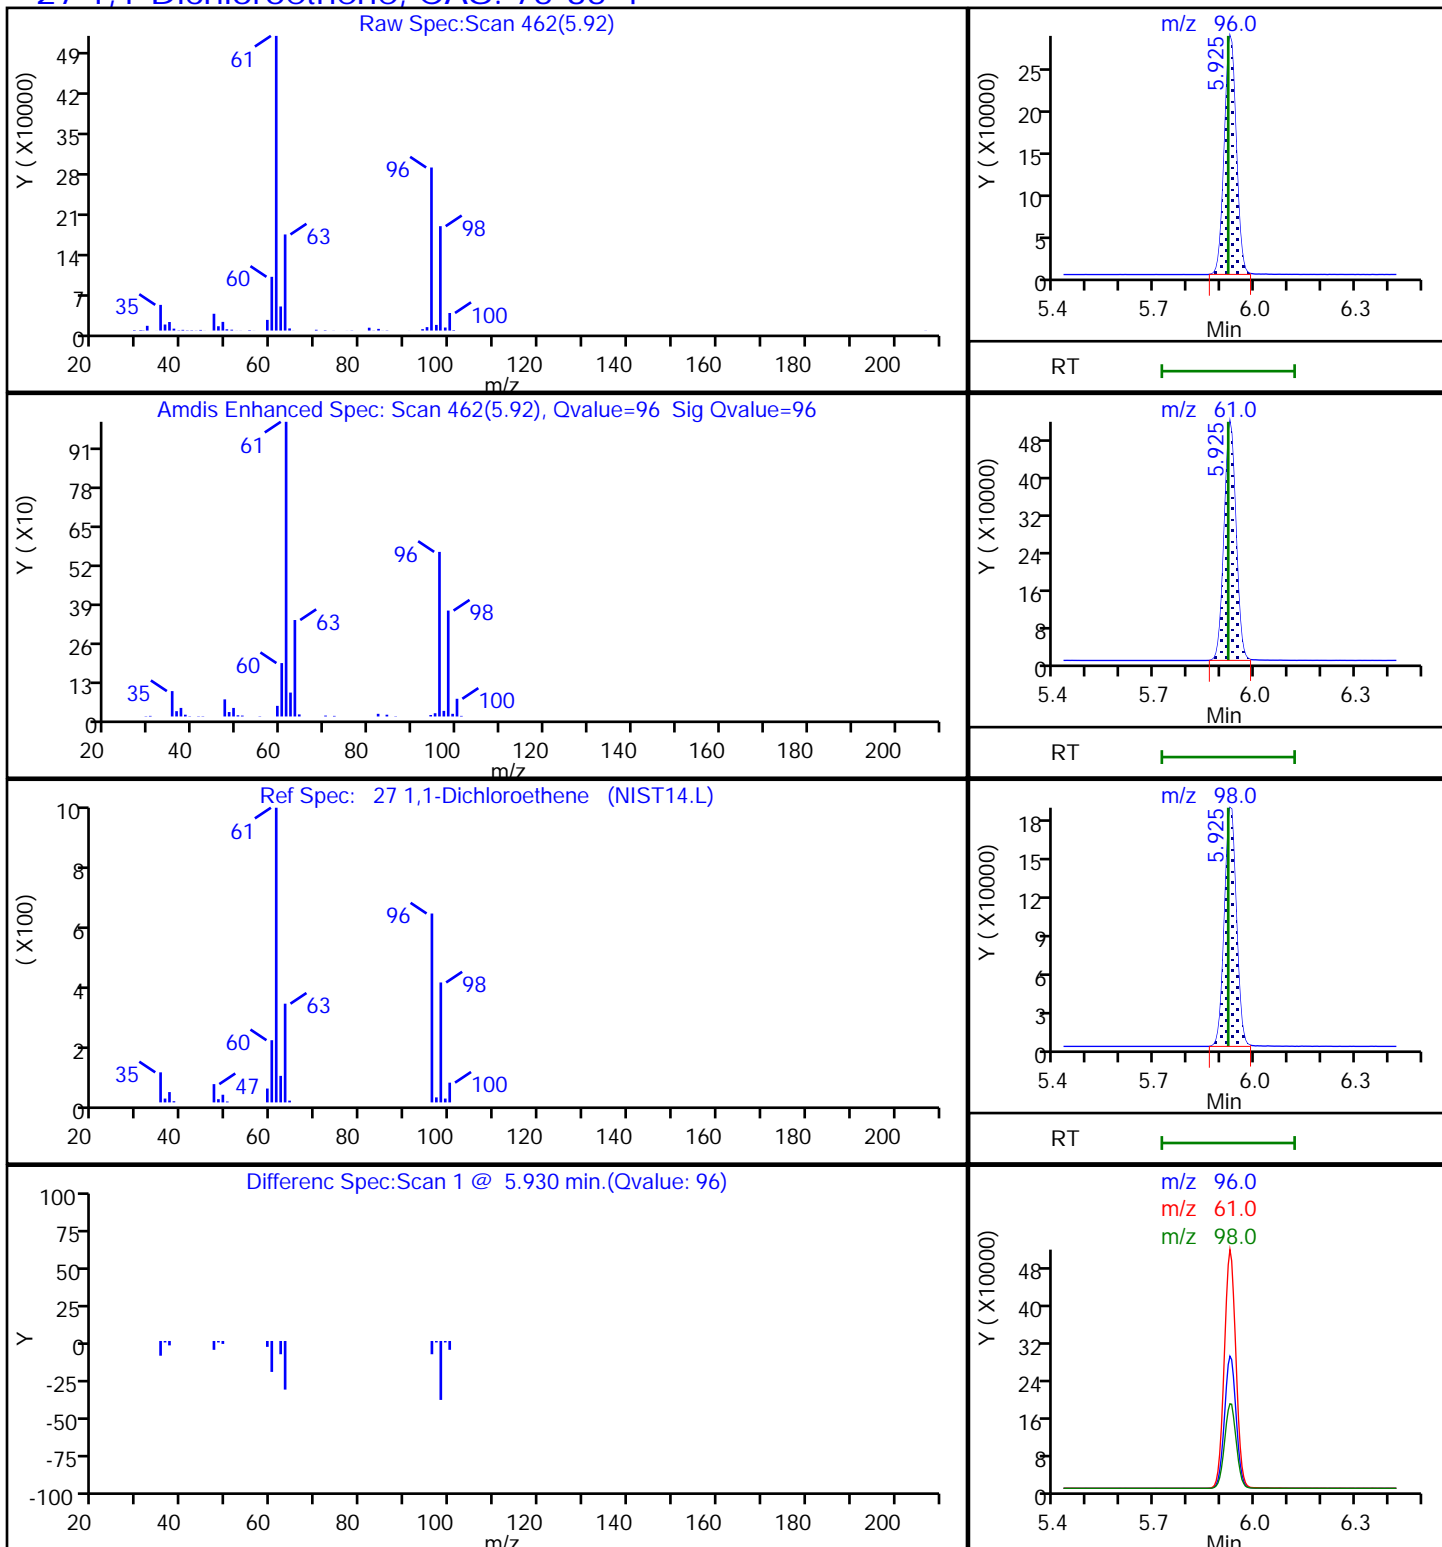 27 1,1-Dichloroethene, CAS: 75-35-4
Raw Spec:Scan 462(5.92)
Y ( X10000)
49
42
35
28
21
14
7
0
61
96
98
63
60
35
100
20 40 60 80 100 120 140 160 180 200
m/z
m/z 96.0
Y ( X10000)
25
20
15
10
5
0
5.925
5.4 5.7 6.0 6.3
Min
RT
Amdis Enhanced Spec: Scan 462(5.92), Qvalue=96 Sig Qvalue=96
Y ( X10)
91
78
65
52
39
26
13
0
61
96
98
63
60
35
100
20 40 60 80 100 120 140 160 180 200
m/z
m/z 61.0
Y ( X10000)
48
40
32
24
16
8
0
5.925
5.4 5.7 6.0 6.3
Min
RT
Ref Spec: 27 1,1-Dichloroethene (NIST14.L)
( X100)
10
8
6
4
2
0
61
96
98
63
60
35
47
100
20 40 60 80 100 120 140 160 180 200
m/z 98.0
Y ( X10000)
18
15
12
9
6
3
0
5.925
5.4 5.7 6.0 6.3
Min
RT
Differenc Spec:Scan 1 @ 5.930 min.(Qvalue: 96)
Y
100
75
50
25
0
-25
-50
-75
-100
20 40 60 80 100 120 140 160 180 200
m/z
m/z 96.0
m/z 61.0
m/z 98.0
Y ( X10000)
48
40
32
24
16
8
0
5.4 5.7 6.0 6.3
Min